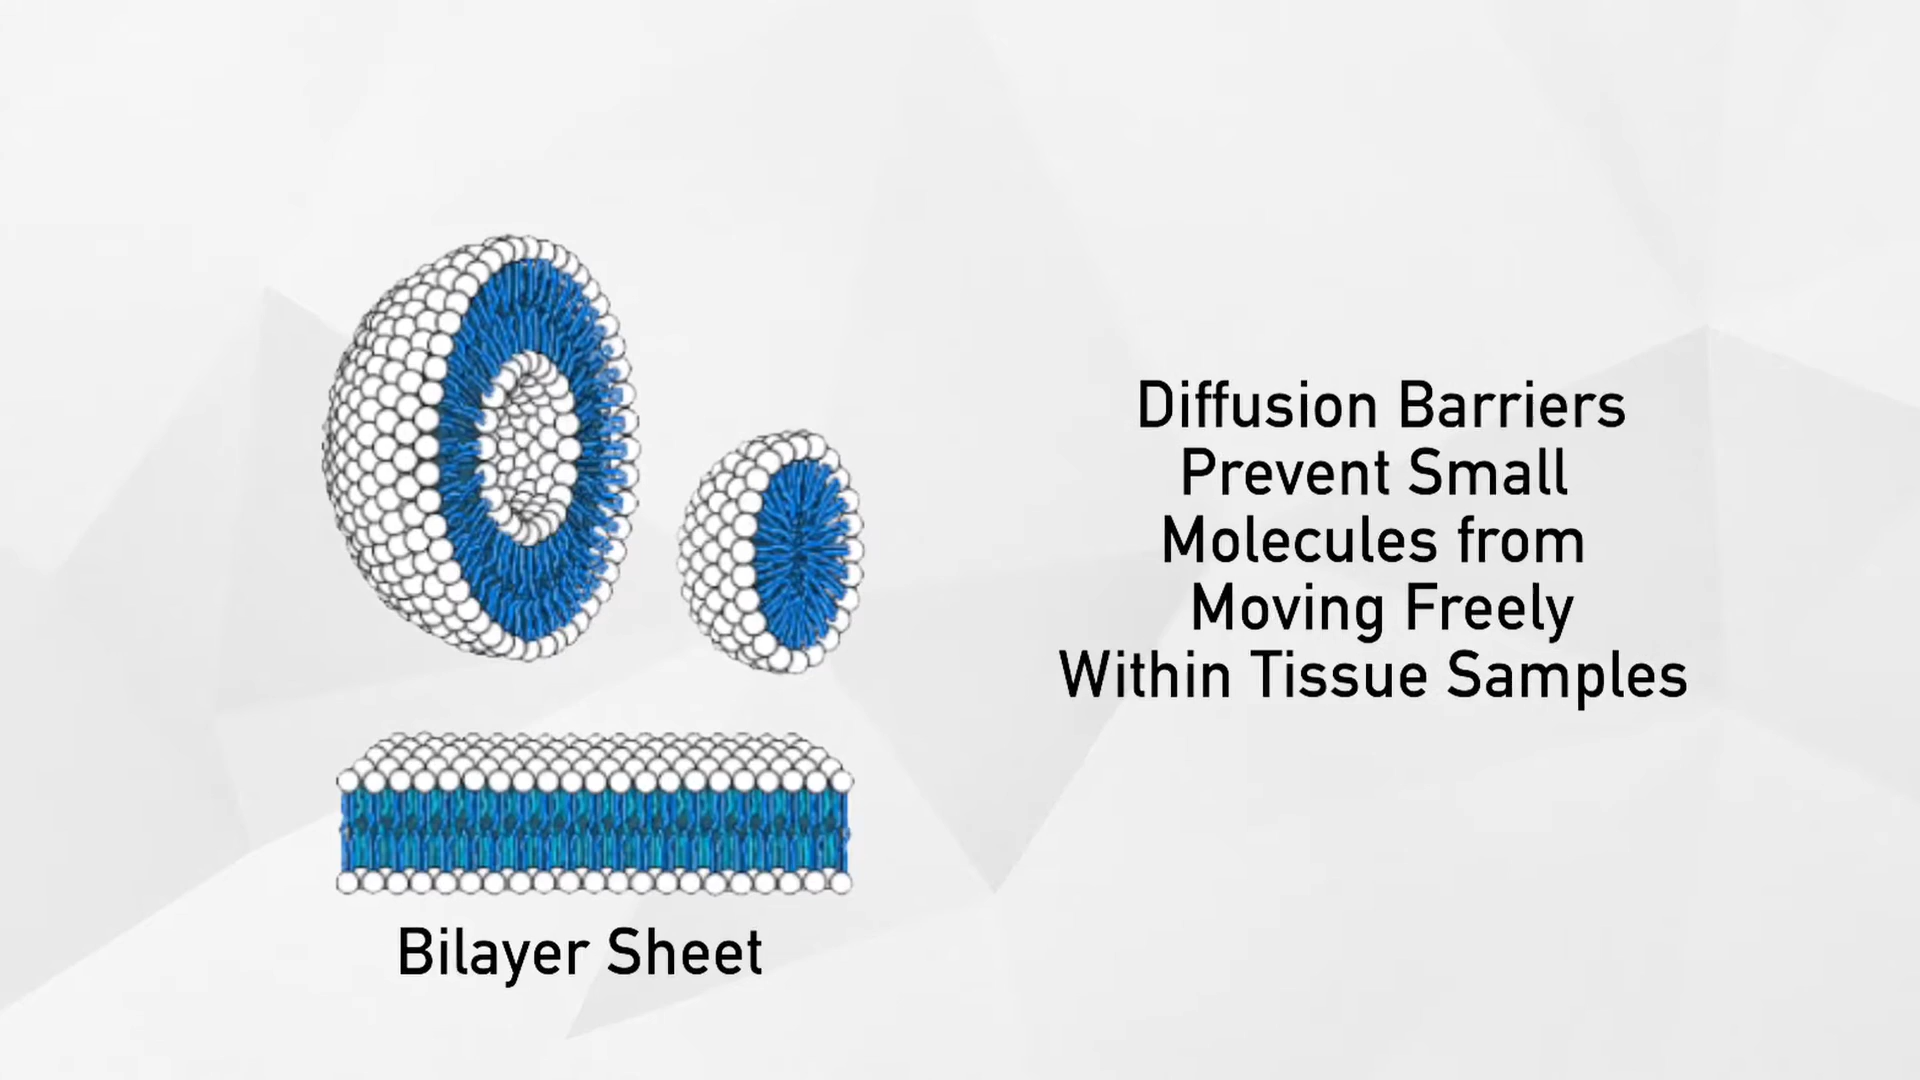 Diffusion Barriers
Prevent Small
Molecules from
Moving Freely
Within Tissue Samples
Bilayer Sheet